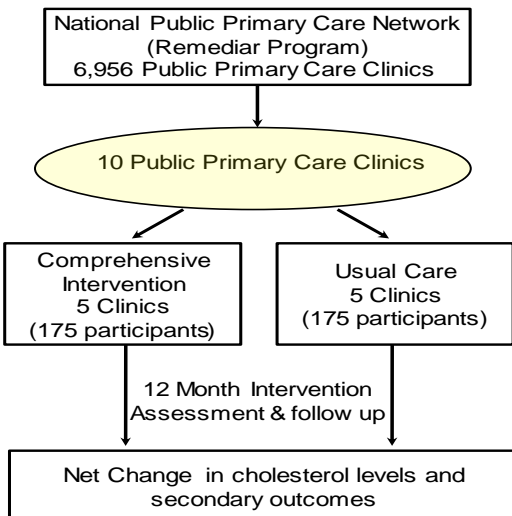 National Public Primary Care Network
(Remediar Program)
6,956 Public Primary Care Clinics
10 Public Primary Care Clinics
Comprehensive
Intervention
5 Clinics
(175 participants)
Usual Care
5 Clinics
(175 participants)
12 Month Intervention
Assessment & follow up
Net Change in cholesterol levels and
secondary outcomes